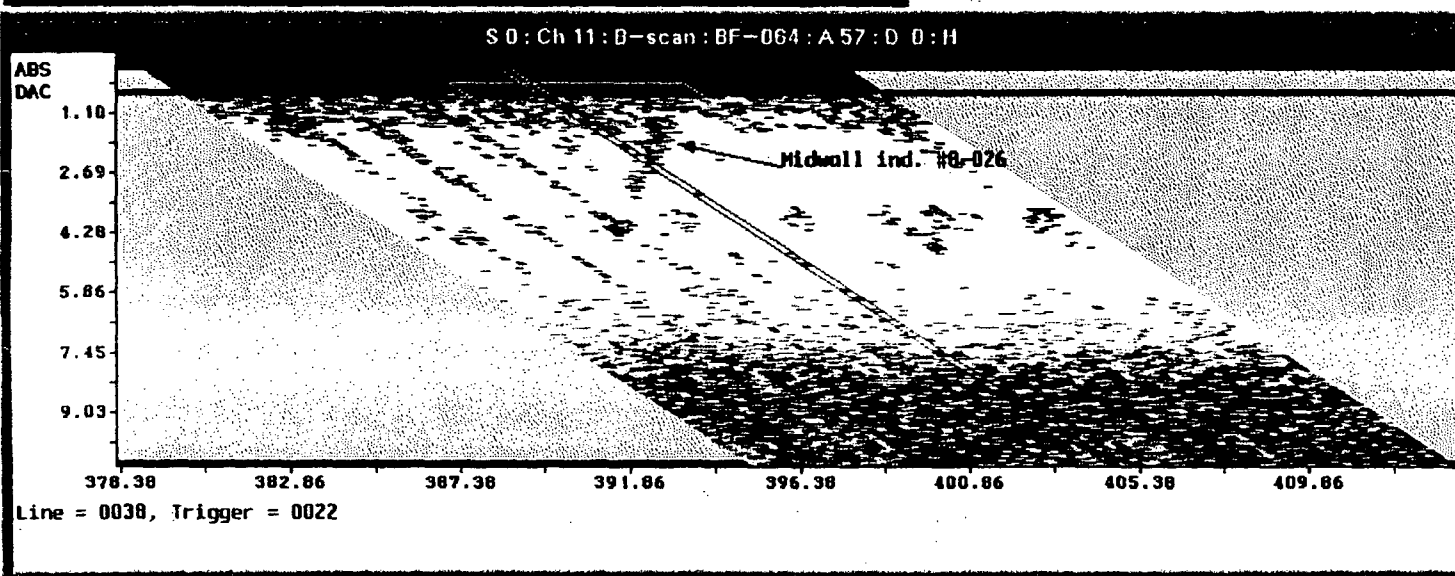 S 0 : Ch 11 : B-scan : BF-064 : A 57 : D 0 : H
ABS
DAC
1.10
Midwall ind. #8-026
2.69
4.28
5.86
7.45
9.03
378.38 382.86 387.38 391.86 396.38 400.86 405.38 409.86
Line = 0038, Trigger = 0022